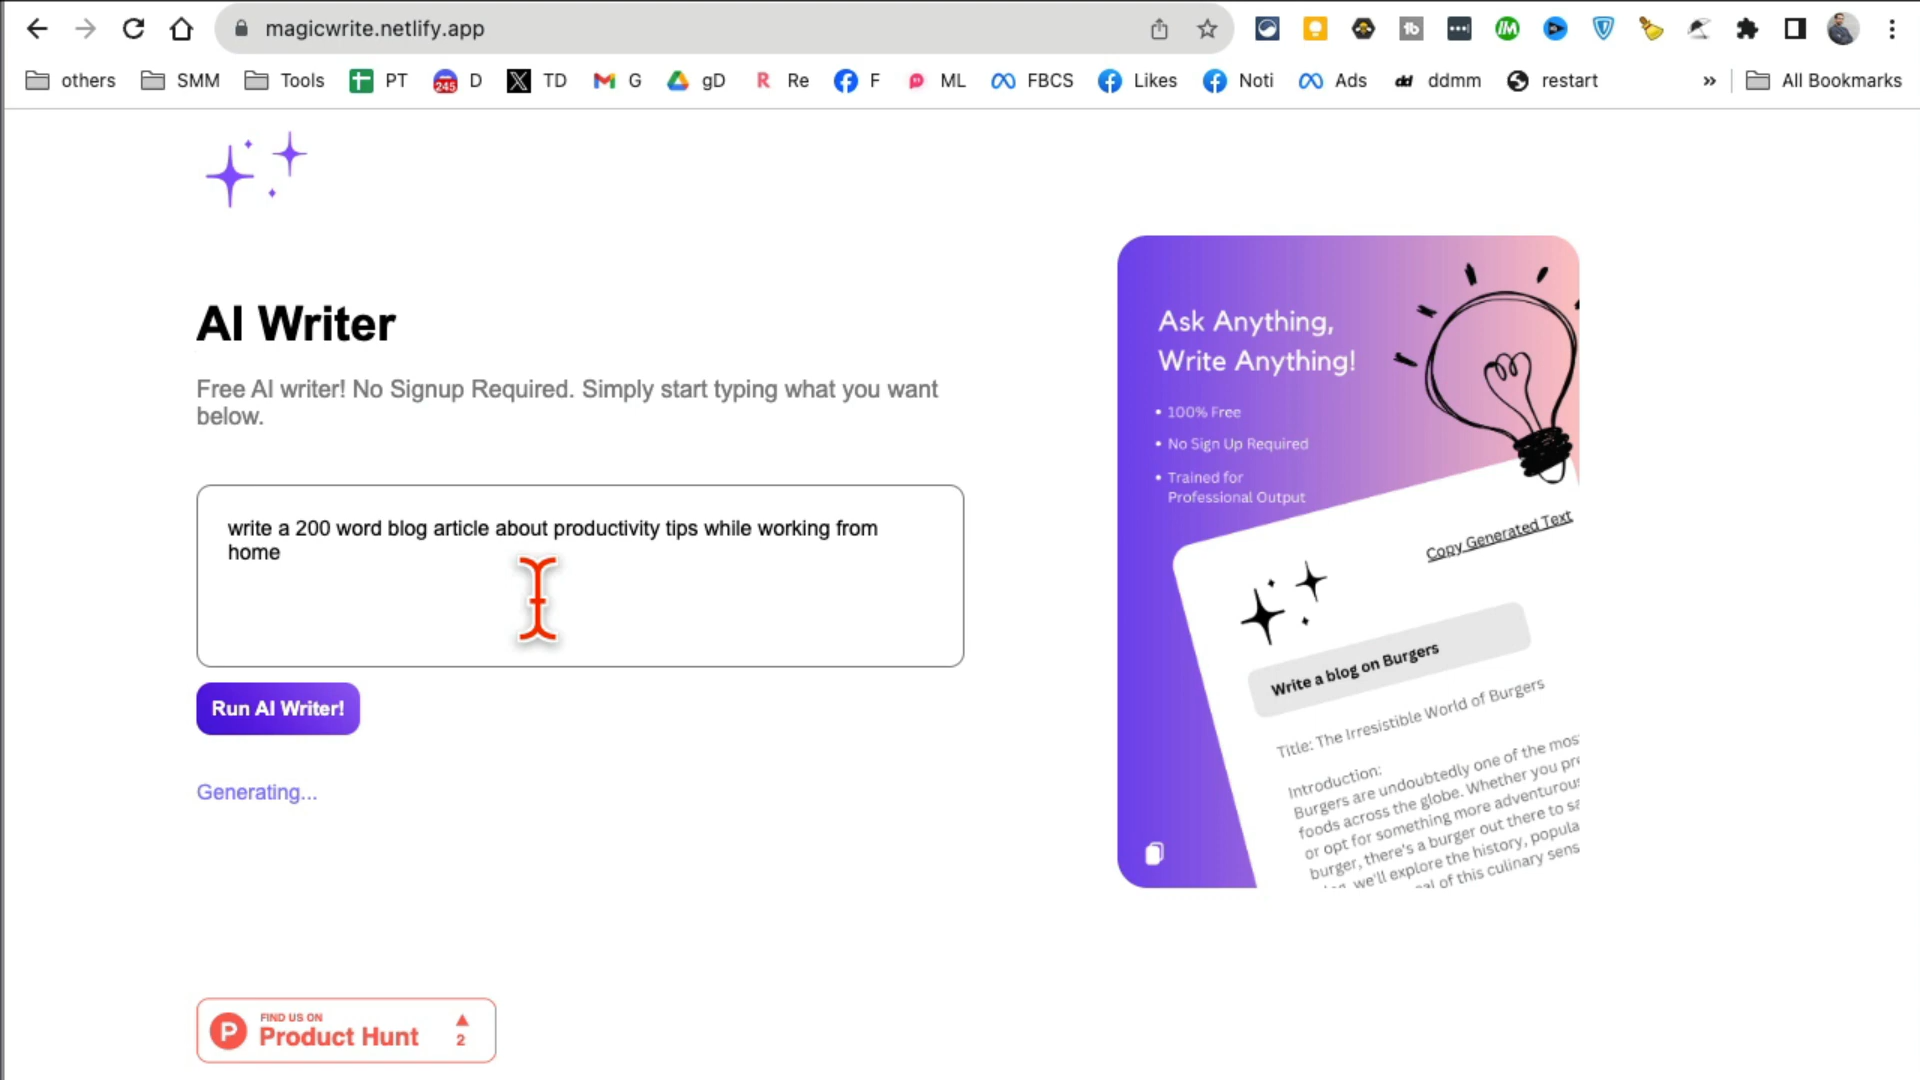 magicwrite.netlify.app
others SMM Tools PT D TD G gD Re F ML FBCS Likes Noti Ads ddmm restart » All Bookmarks
245
AI Writer
Free AI writer! No Signup Required. Simply start typing what you want
below.
write a 200 word blog article about productivity tips while working from
home
Run AI Writer!
Generating...
FIND US ON
Product Hunt
2
Ask Anything,
Write Anything!
• 100% Free
• No Sign Up Required
• Trained for
Professional Output
Copy Generated Text
Write a blog on Burgers
Title: The Irresistible World of Burgers
Introduction:
Burgers are undoubtedly one of the mos
foods across the globe. Whether you pre
or opt for something more adventurou
burger, there's a burger out there to sa
we'll explore the history, popula
of this culinary sens